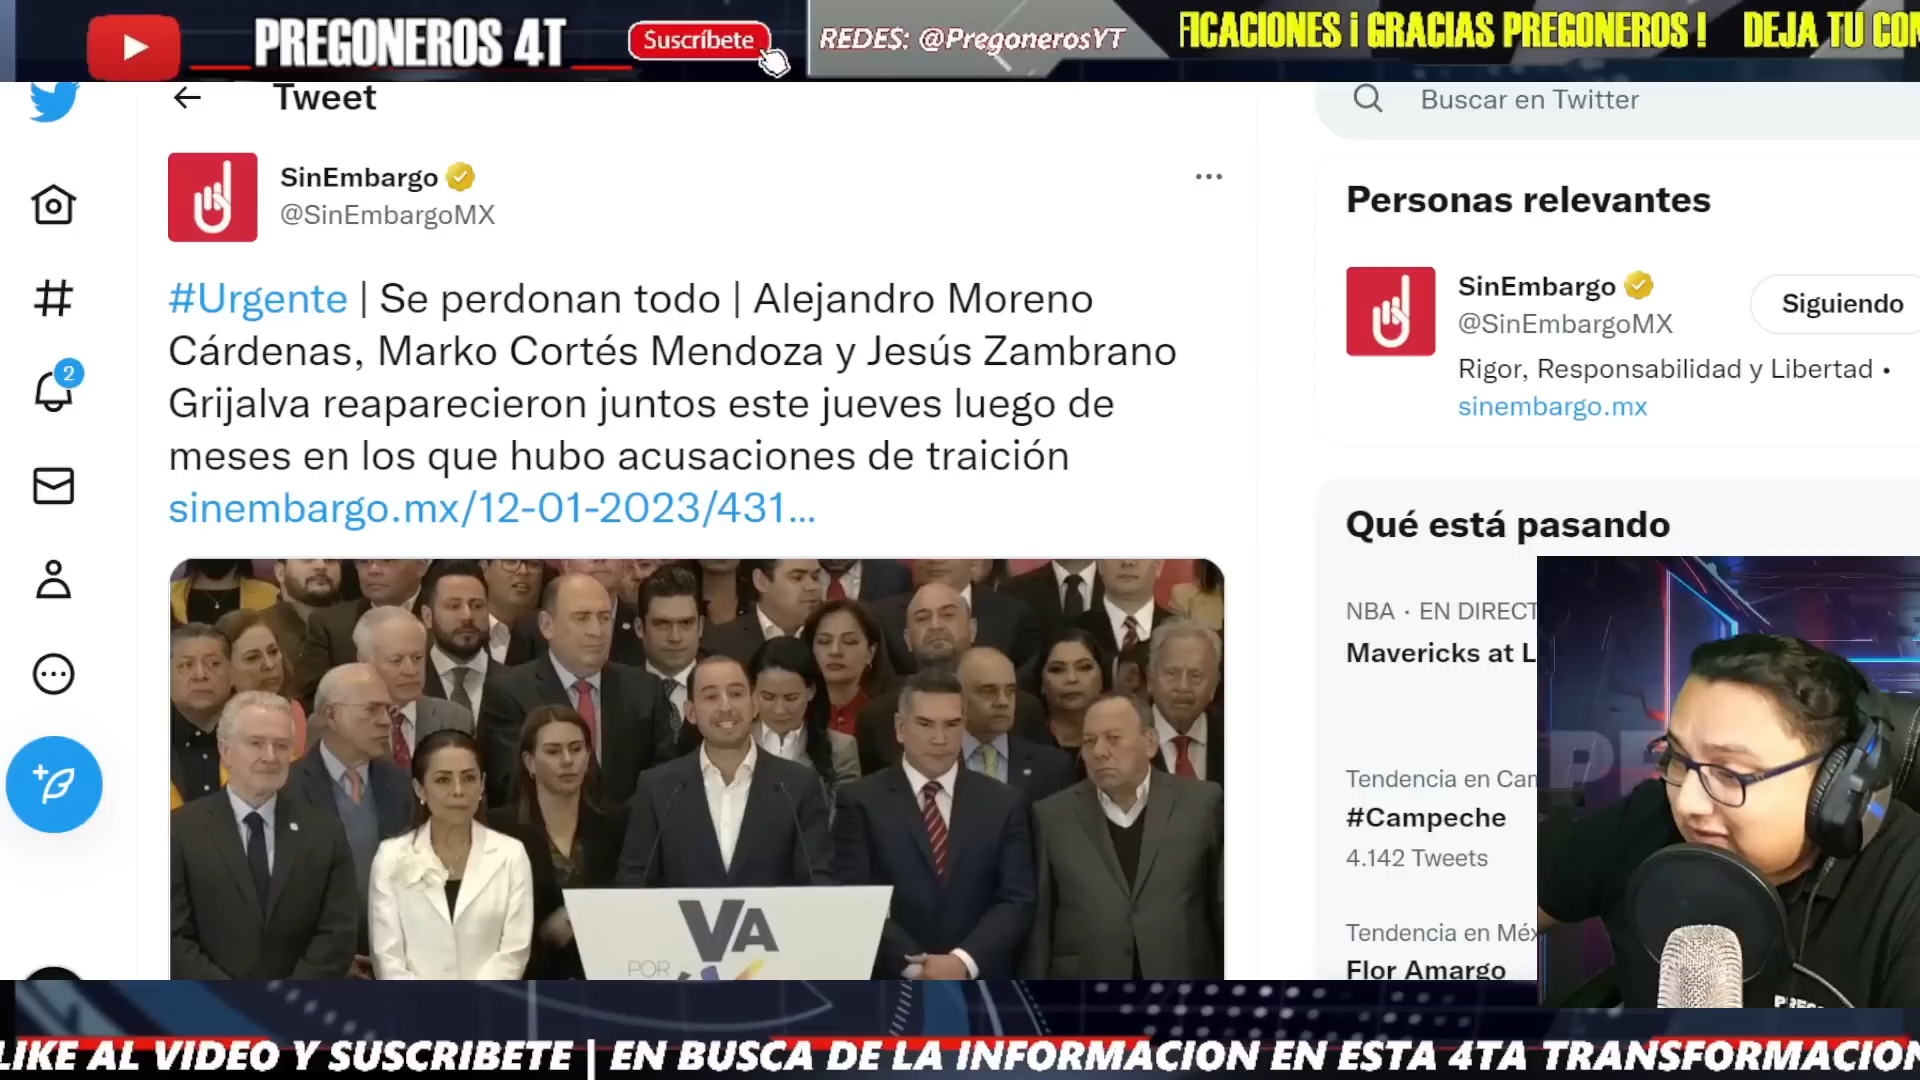 PREGONEROS 4T
Suscríbete
REDES: @PregonerosYT
FICACIONES ¡ GRACIAS PREGONEROS ! DEJA TU COM
Tweet
Buscar en Twitter
SinEmbargo
@SinEmbargoMX
#Urgente | Se perdonan todo | Alejandro Moreno
Cárdenas, Marko Cortés Mendoza y Jesús Zambrano
Grijalva reaparecieron juntos este jueves luego de
meses en los que hubo acusaciones de traición
sinembargo.mx/12-01-2023/431...
2
Personas relevantes
SinEmbargo
@SinEmbargoMX
Siguiendo
Rigor, Responsabilidad y Libertad •
sinembargo.mx
Qué está pasando
NBA · EN DIRECT
Mavericks at L
Tendencia en Cam
#Campeche
4.142 Tweets
Tendencia en Méx
Flor Amargo
VA
POR
LIKE AL VIDEO Y SUSCRIBETE | EN BUSCA DE LA INFORMACION EN ESTA 4TA TRANSFORMACION